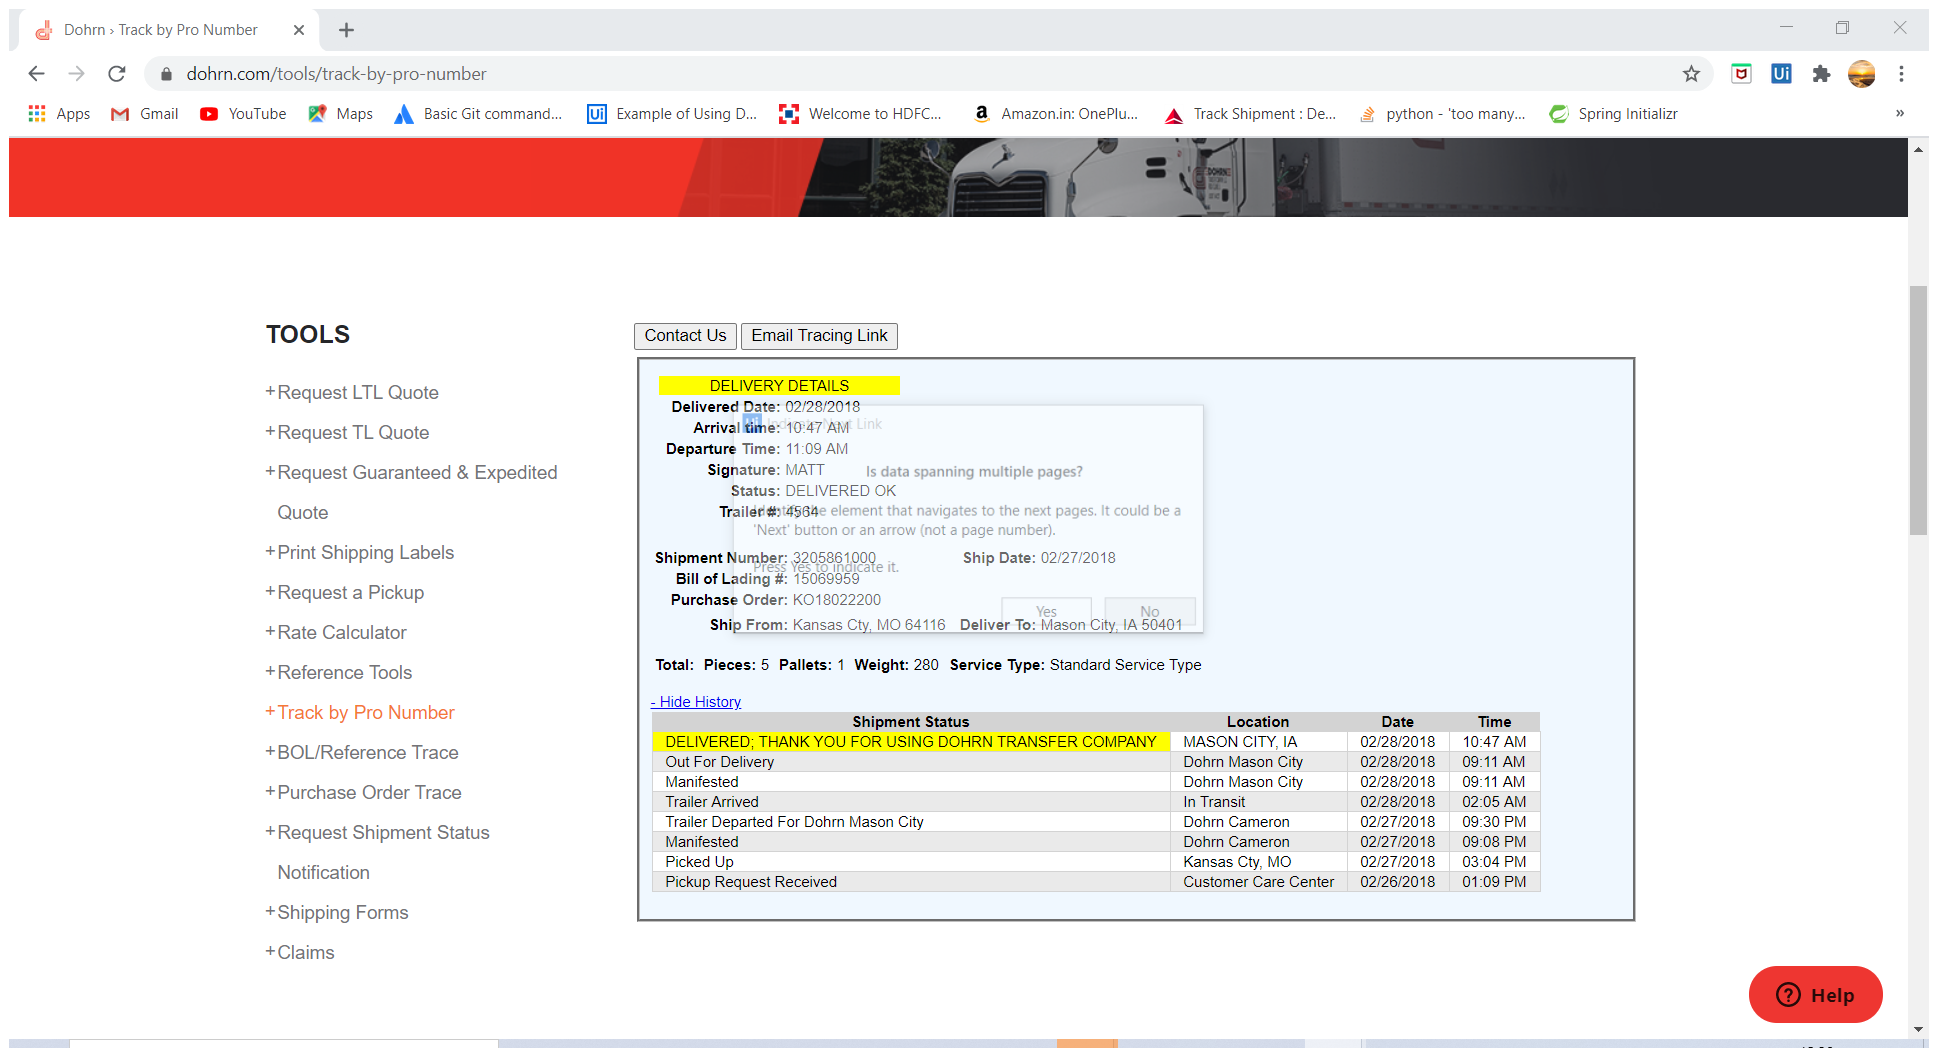 Dohrn › Track by Pro Number
dohrn.com/tools/track-by-pro-number
Ui
Apps Gmail YouTube Maps Basic Git command... Ui Example of Using D... Welcome to HDFC... a Amazon.in: OnePlu... Track Shipment : De... python - 'too many... Spring Initializr »
DOHRN
TOOLS
+Request LTL Quote
+Request TL Quote
+Request Guaranteed & Expedited
Quote
+Print Shipping Labels
+Request a Pickup
+Rate Calculator
+Reference Tools
+Track by Pro Number
+BOL/Reference Trace
+Purchase Order Trace
+Request Shipment Status
Notification
+Shipping Forms
+Claims
Contact Us Email Tracing Link
DELIVERY DETAILS
Delivered Date: 02/28/2018
Arrival time: 10:47 AM
Departure Time: 11:09 AM
Signature: MATT
Status: DELIVERED OK
Trailer #: 4564
Shipment Number: 3205861000 Ship Date: 02/27/2018
Bill of Lading #: 15069959
Purchase Order: KO18022200
Ship From: Kansas Cty, MO 64116 Deliver To: Mason City, IA 50401
Total: Pieces: 5 Pallets: 1 Weight: 280 Service Type: Standard Service Type
Link
Is data spanning multiple pages?
element that navigates to the next pages. It could be a
'Next' button or an arrow (not a page number).
Press Yes to indicate it.
Yes No
- Hide History
Shipment Status Location Date Time
DELIVERED; THANK YOU FOR USING DOHRN TRANSFER COMPANY MASON CITY, IA 02/28/2018 10:47 AM
Out For Delivery Dohrn Mason City 02/28/2018 09:11 AM
Manifested Dohrn Mason City 02/28/2018 09:11 AM
Trailer Arrived In Transit 02/28/2018 02:05 AM
Trailer Departed For Dohrn Mason City Dohrn Cameron 02/27/2018 09:30 PM
Manifested Dohrn Cameron 02/27/2018 09:08 PM
Picked Up Kansas Cty, MO 02/27/2018 03:04 PM
Pickup Request Received Customer Care Center 02/26/2018 01:09 PM
Help